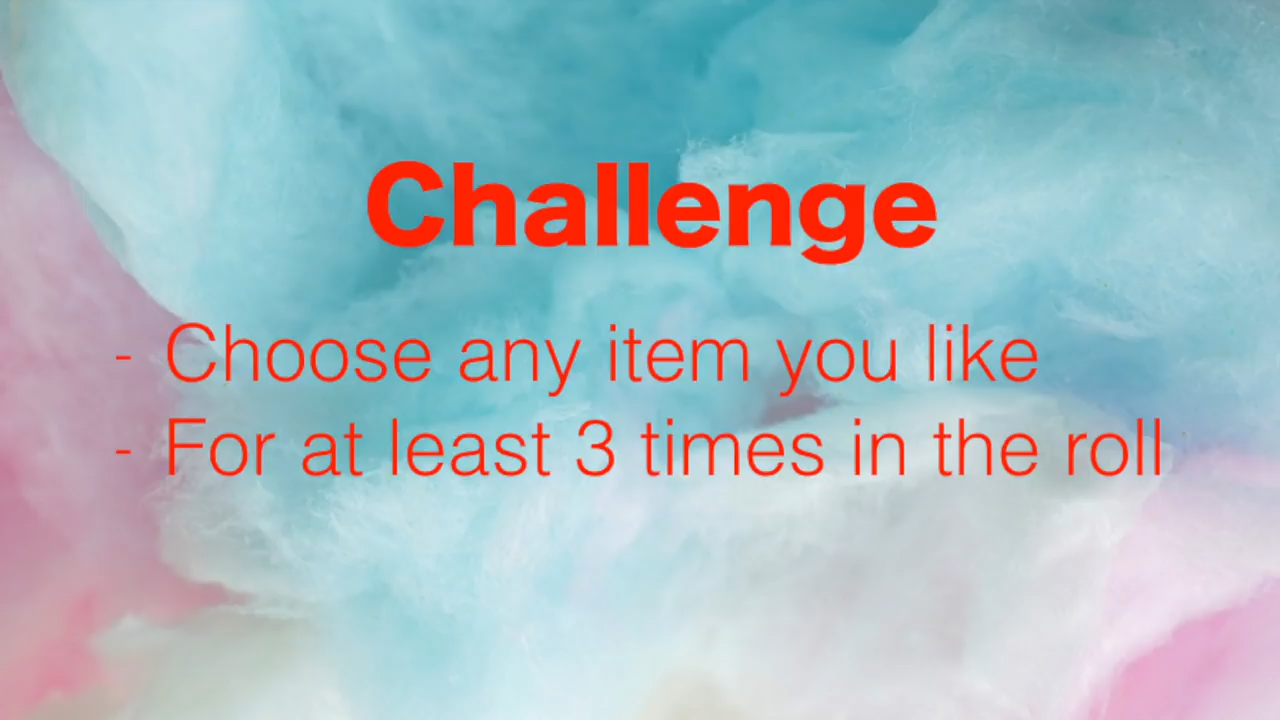 Challenge
- Choose any item you like
- For at least 3 times in the roll